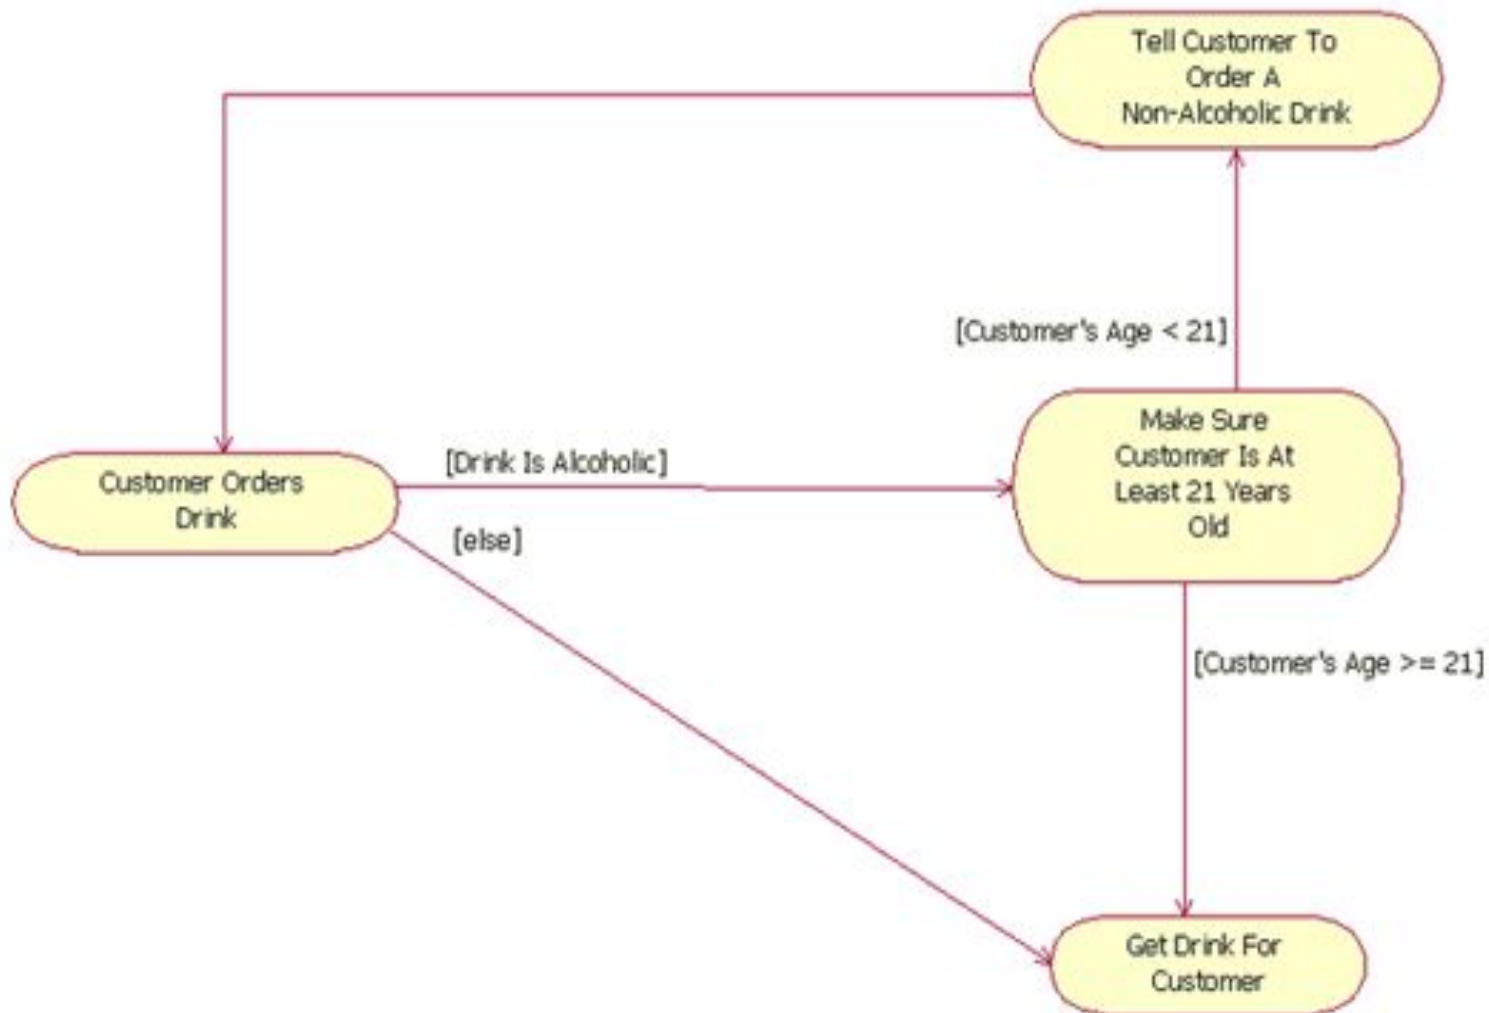 Tell Customer To
Order A
Non-Alcoholic Drink
[Customer's Age < 21]
Customer Orders
Drink
[Drink Is Alcoholic]
[else]
Make Sure
Customer Is At
Least 21 Years
Old
[Customer's Age >= 21]
Get Drink For
Customer